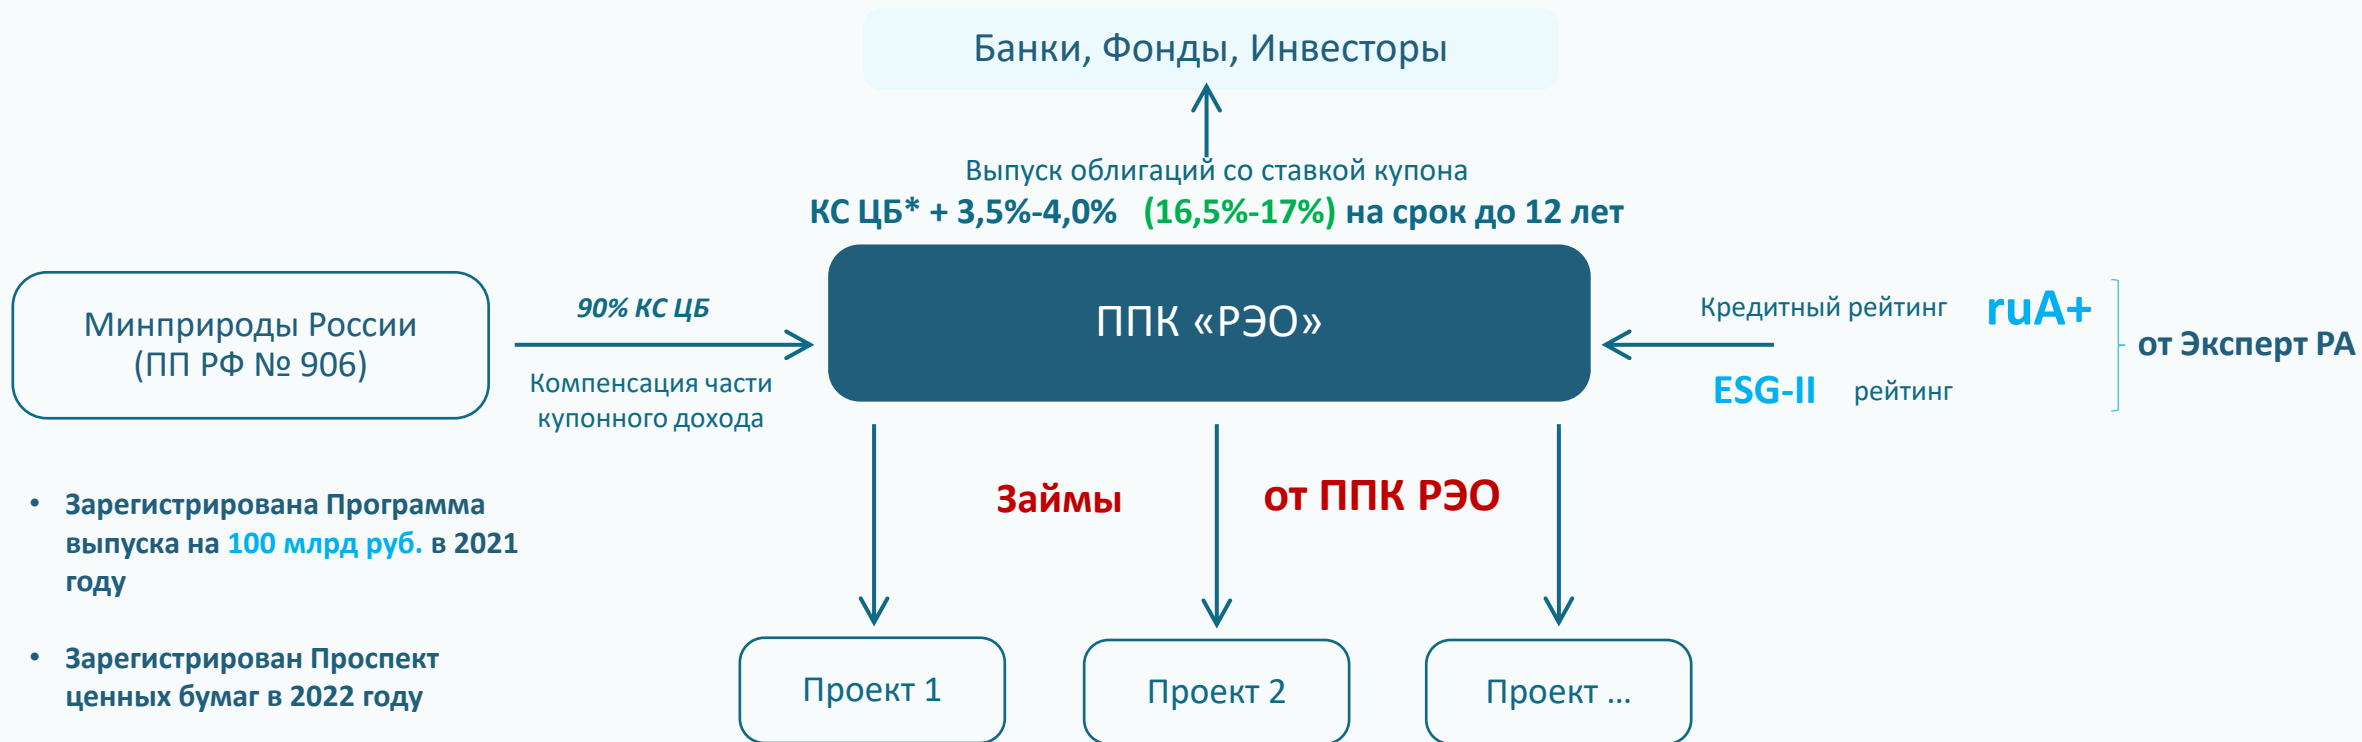 Банки, Фонды, Инвесторы
Выпуск облигаций со ставкой купона
КС ЦБ* + 3,5%-4,0% (16,5%-17%) на срок до 12 лет
Минприроды России
(ПП РФ № 906)
90% КС ЦБ
Компенсация части
купонного дохода
ППК «РЭО»
Кредитный рейтинг ruA+
ESG-II рейтинг
от Эксперт РА
• Зарегистрирована Программа
выпуска на 100 млрд руб. в 2021
году
• Зарегистрирован Проспект
ценных бумаг в 2022 году
Займы от ППК РЭО
Проект 1
Проект 2
Проект ...